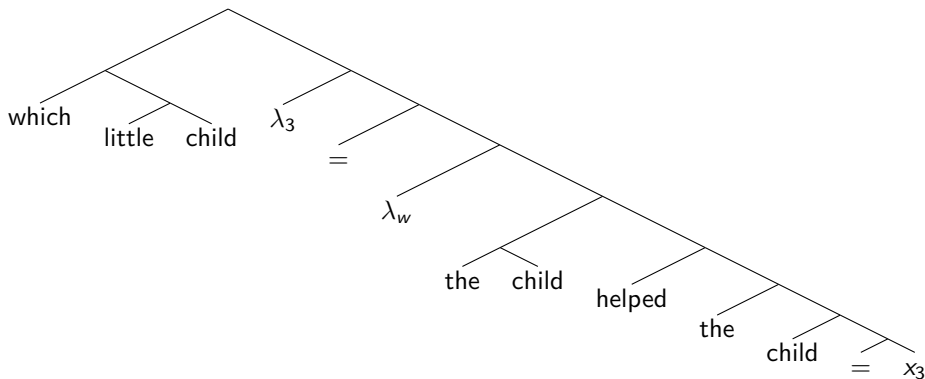 which
little child
λ3
=
λw
the child
helped
the
child
= x3